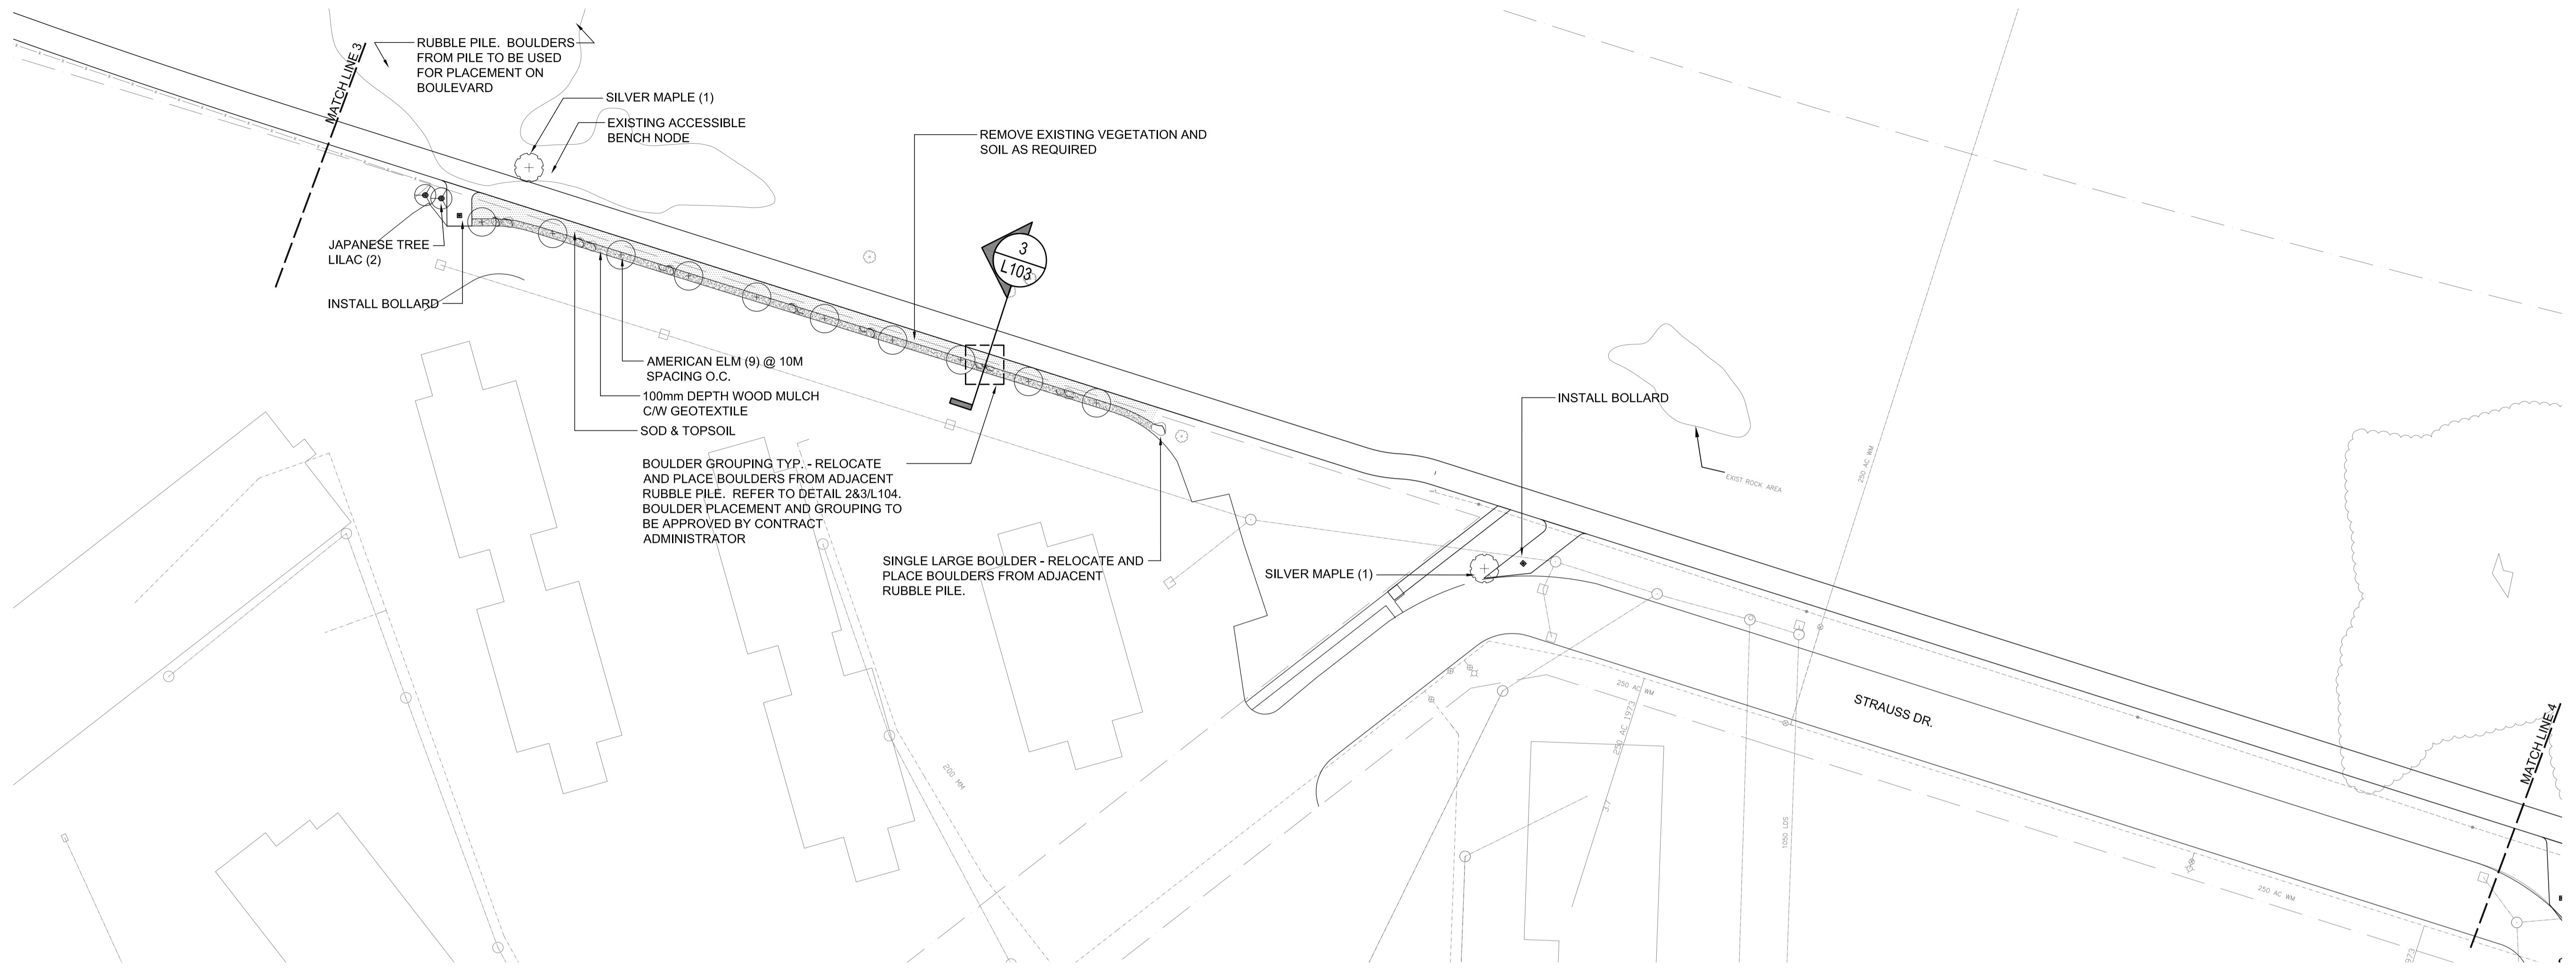 MATCH LINE 3
RUBBLE PILE.  BOULDERS
FROM PILE TO BE USED
FOR PLACEMENT ON
BOULEVARD
SILVER MAPLE (1)
EXISTING ACCESSIBLE
BENCH NODE
REMOVE EXISTING VEGETATION AND
SOIL AS REQUIRED
3
L103
JAPANESE TREE
LILAC (2)
INSTALL BOLLARD
AMERICAN ELM (9) @ 10M
SPACING O.C.
100mm DEPTH WOOD MULCH
C/W GEOTEXTILE
SOD & TOPSOIL
BOULDER GROUPING TYP. - RELOCATE
AND PLACE BOULDERS FROM ADJACENT
RUBBLE PILE.  REFER TO DETAIL 2&3/L104.
BOULDER PLACEMENT AND GROUPING TO
BE APPROVED BY CONTRACT
ADMINISTRATOR
SINGLE LARGE BOULDER - RELOCATE AND
PLACE BOULDERS FROM ADJACENT
RUBBLE PILE.
INSTALL BOLLARD
EXIST ROCK AREA
250 AC WM
SILVER MAPLE (1)
250 AC WM
250 AC 1973
3.7
1050 LDS
200 MM
STRAUSS DR.
MATCH LINE 4
250 AC WM
973